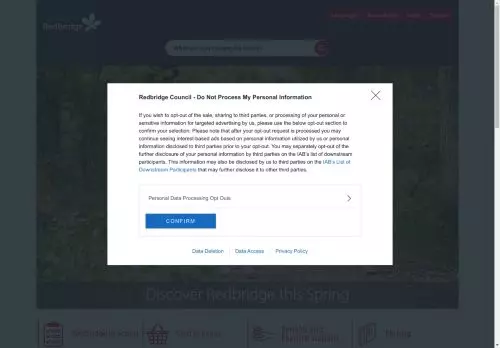 Redbridge
Redbridge Council - Do Not Process My Personal Information
If you wish to opt-out of the sale, sharing to third parties, or processing of your personal or
sensitive information for targeted advertising by us, please use the below opt-out section to
confirm your selection. Please note that after your opt-out request is processed you may
continue seeing interest-based ads based on personal information utilized by us or personal
information disclosed to third parties prior to your opt-out. You may separately opt-out of the
further disclosure of your personal information by third parties on the IAB's list of downstream
participants. This information may also be disclosed by us to third parties on the IAB's List of
Downstream Participants that may further disclose it to other third parties.
Personal Data Processing Opt Outs
CONFIRM
Data Deletion
Data Access
Privacy Policy
Discover Redbridge this Spring